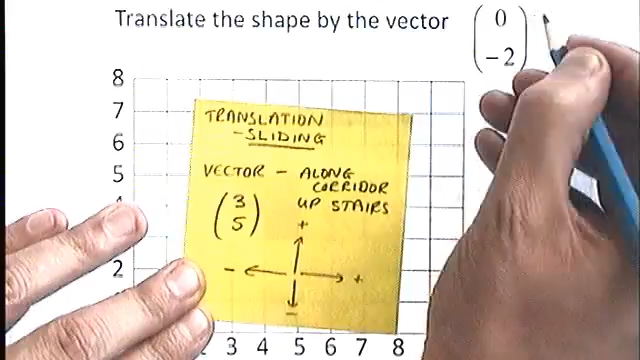 Translate the shape by the vector
0
-2
8
7
6
5
4
2
2 3 4 5 6 7 8
TRANSLATION
- SLIDING
VECTOR - ALONG
CORRIDOR
3
5
UP STAIRS
+
- +
-